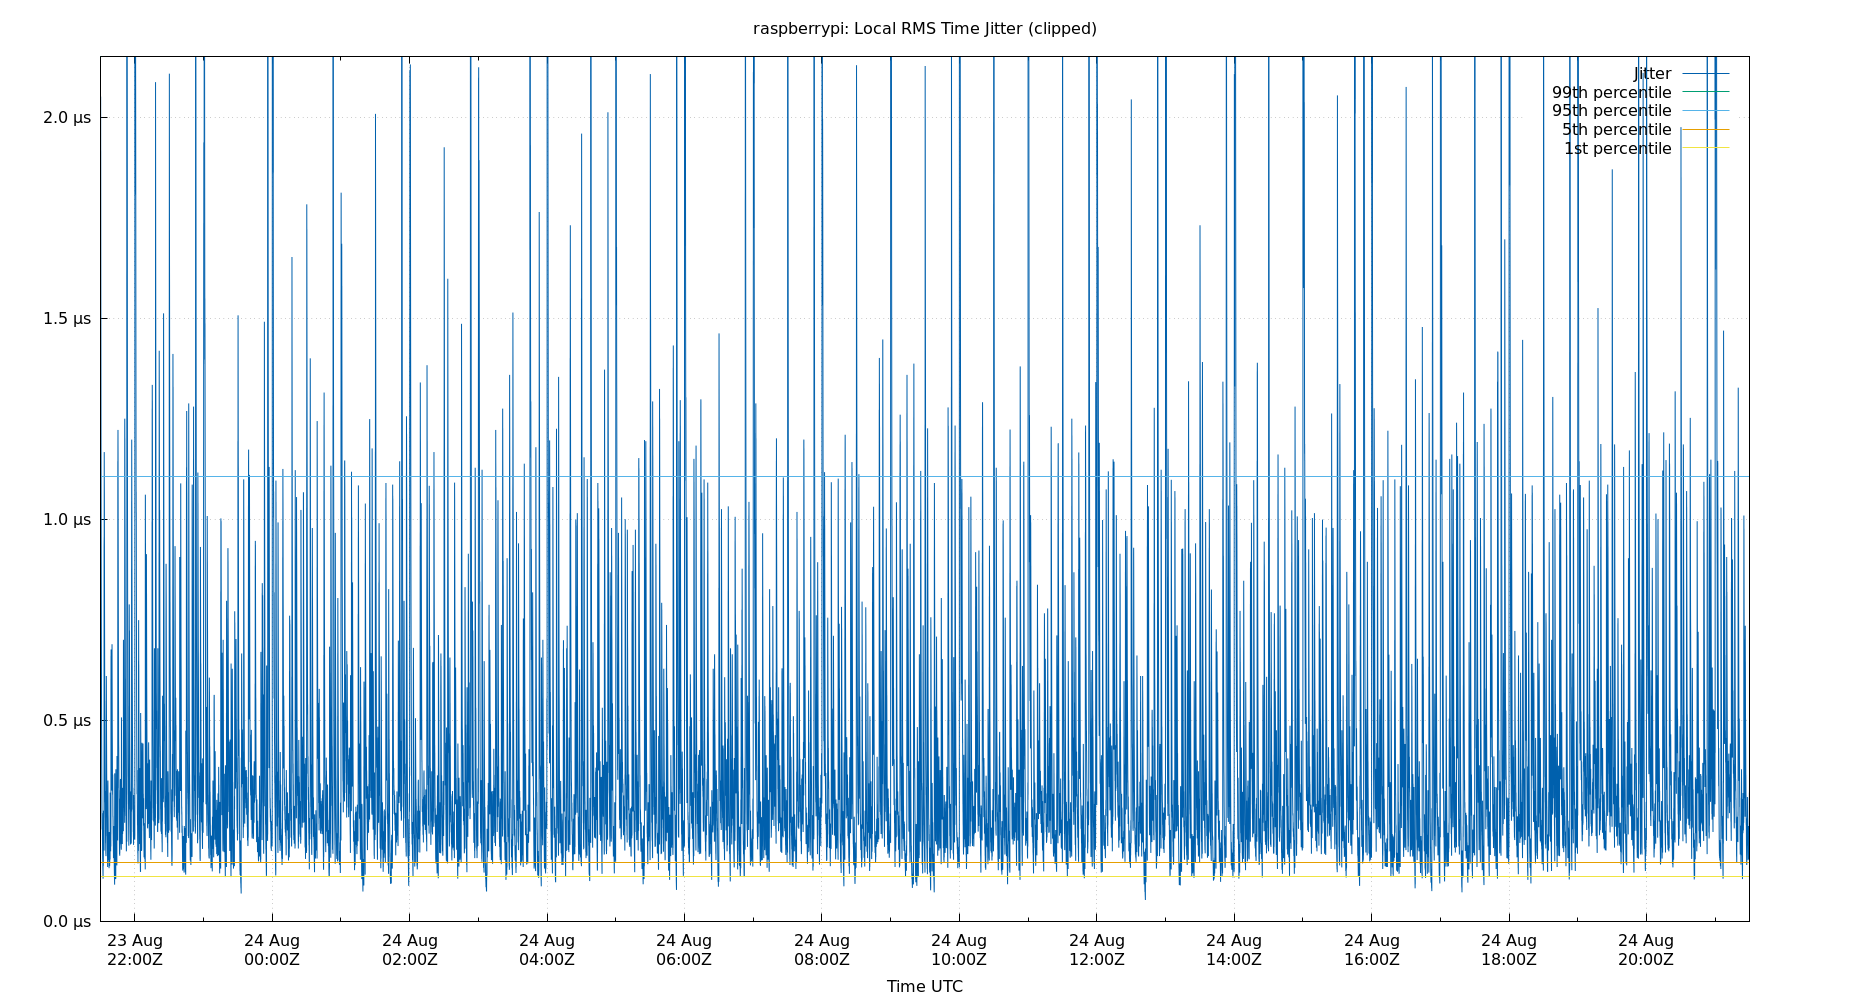 raspberrypi: Local RMS Time Jitter (clipped)
Jitter
99th percentile
95th percentile
5th percentile
1st percentile
2.0 µs
1.5 µs
1.0 µs
0.5 µs
0.0 µs
23 Aug 24 Aug 24 Aug 24 Aug 24 Aug 24 Aug 24 Aug 24 Aug 24 Aug 24 Aug 24 Aug 24 Aug
22:00Z 00:00Z 02:00Z 04:00Z 06:00Z 08:00Z 10:00Z 12:00Z 14:00Z 16:00Z 18:00Z 20:00Z
Time UTC